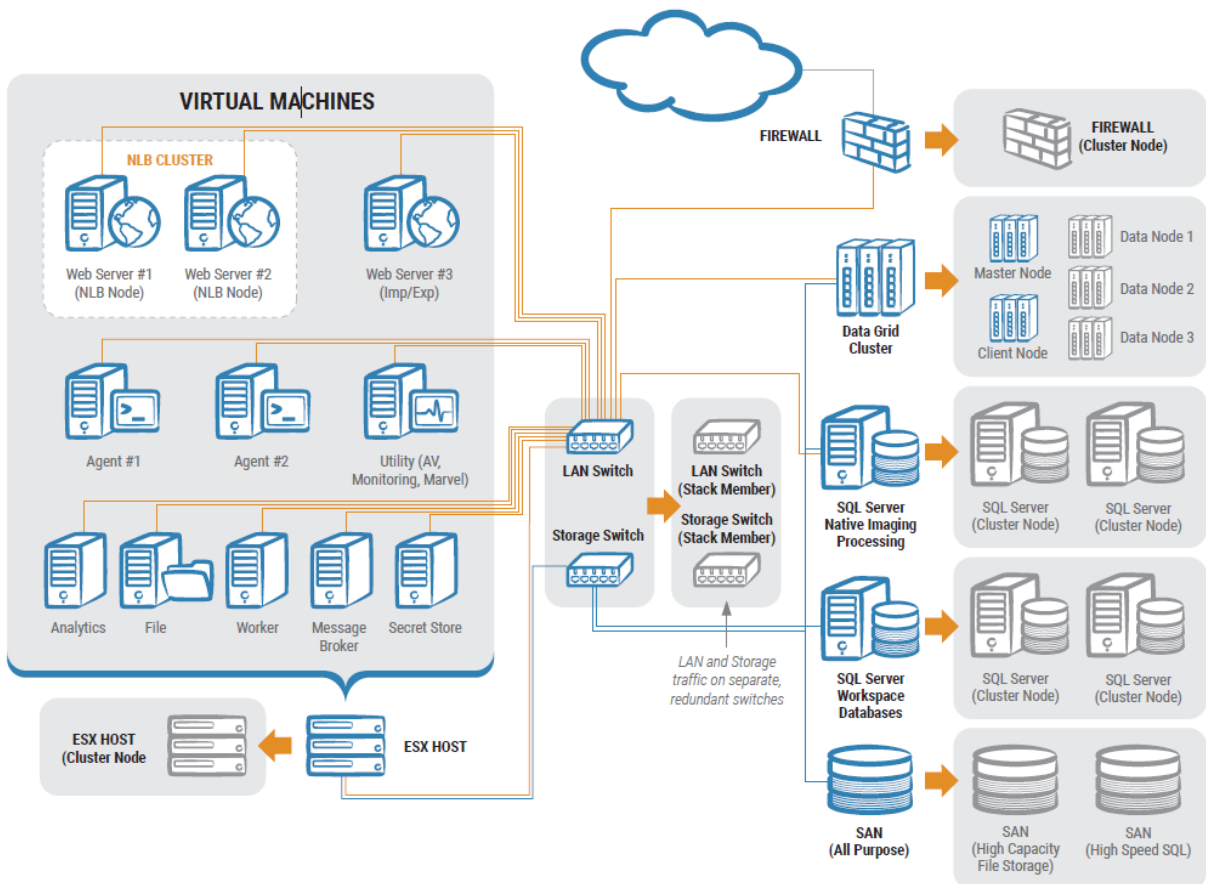 VIRTUAL MACHINES
NLB CLUSTER
Web Server #1
(NLB Node)
Web Server #2
(NLB Node)
Web Server #3
(Imp/Exp)
Agent #1
Agent #2
Utility (AV,
Monitoring, Marvel)
Analytics
File
Worker
Message
Broker
Secret Store
ESX HOST
(Cluster Node
ESX HOST
LAN Switch
Storage Switch
LAN Switch
(Stack Member)
Storage Switch
(Stack Member)
LAN and Storage
traffic on separate,
redundant switches
FIREWALL
FIREWALL
(Cluster Node)
Data Grid
Cluster
Master Node
Client Node
Data Node 1
Data Node 2
Data Node 3
SQL Server
Native Imaging
Processing
SQL Server
(Cluster Node)
SQL Server
(Cluster Node)
SQL Server
Workspace
Databases
SQL Server
(Cluster Node)
SQL Server
(Cluster Node)
SAN
(All Purpose)
SAN
(High Capacity
File Storage)
SAN
(High Speed SQL)